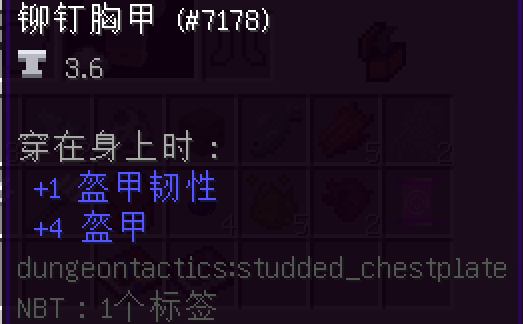 铆钉胸甲 (#7178)
3.6
穿在身上时：
+1 盔甲韧性
+4 盔甲
dungeontactics:studded_chestplate
NBT：1个标签